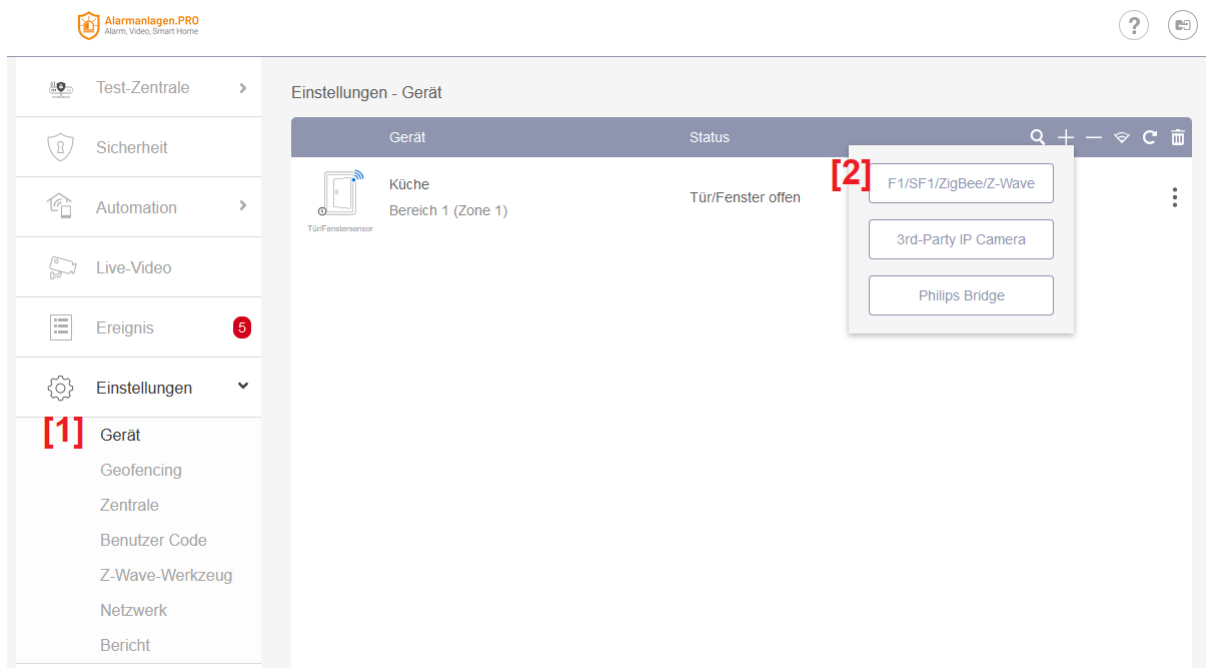 Alarmanlagen.PRO
Alarm, Video, Smart Home
?
Test-Zentrale
Sicherheit
Automation
Live-Video
Ereignis 5
Einstellungen
[1] Gerät
Geofencing
Zentrale
Benutzer Code
Z-Wave-Werkzeug
Netzwerk
Bericht
Einstellungen - Gerät
Gerät Status
Küche
Bereich 1 (Zone 1)
Tür/Fenstersensor
Tür/Fenster offen
[2] F1/SF1/ZigBee/Z-Wave
3rd-Party IP Camera
Philips Bridge